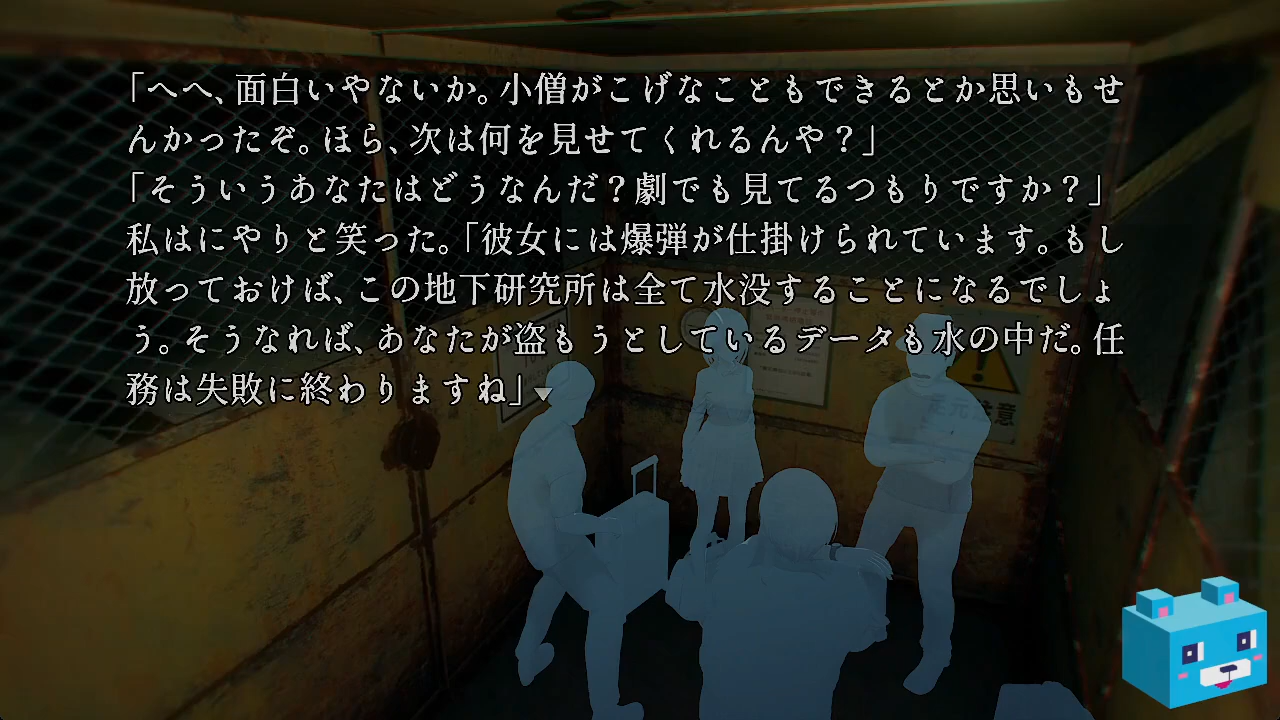 「へへ、面白いやないか。小僧がこげなこともできるとか思いもせ
んかったぞ。ほら、次は何を見せてくれるんや？」
「そういうあなたはどうなんだ？劇でも見てるつもりですか？」
私はにやりと笑った。「彼女には爆弾が仕掛けられています。もし
放っておけば、この地下研究所は全て水没することになるでしょ
う。そうなれば、あなたが盗もうとしているデータも水の中だ。任
務は失敗に終わりますね」
足元注意